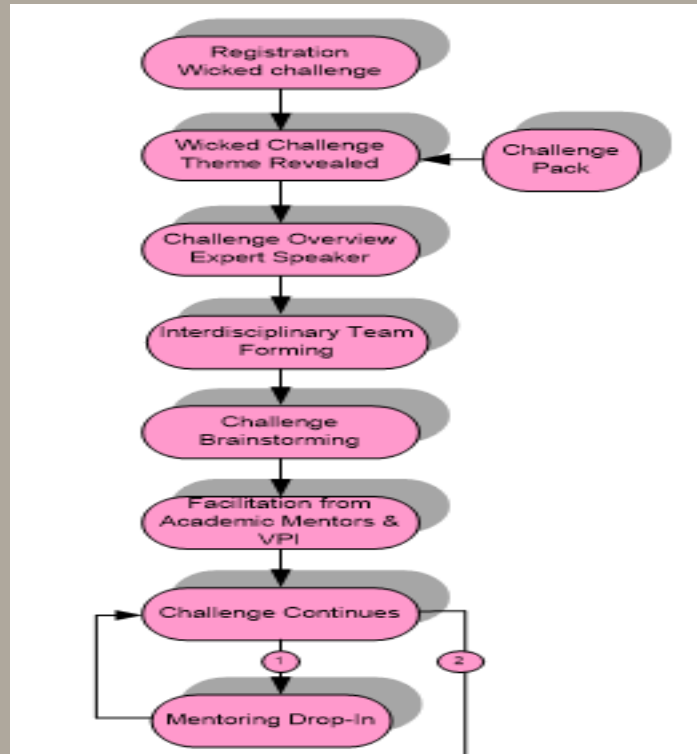 Registration
Wicked challenge
Wicked Challenge
Theme Revealed
Challenge
Pack
Challenge Overview
Expert Speaker
Interdisciplinary Team
Forming
Challenge
Brainstorming
Facilitation from
Academic Mentors &
VPI
Challenge Continues
1
2
Mentoring Drop-In